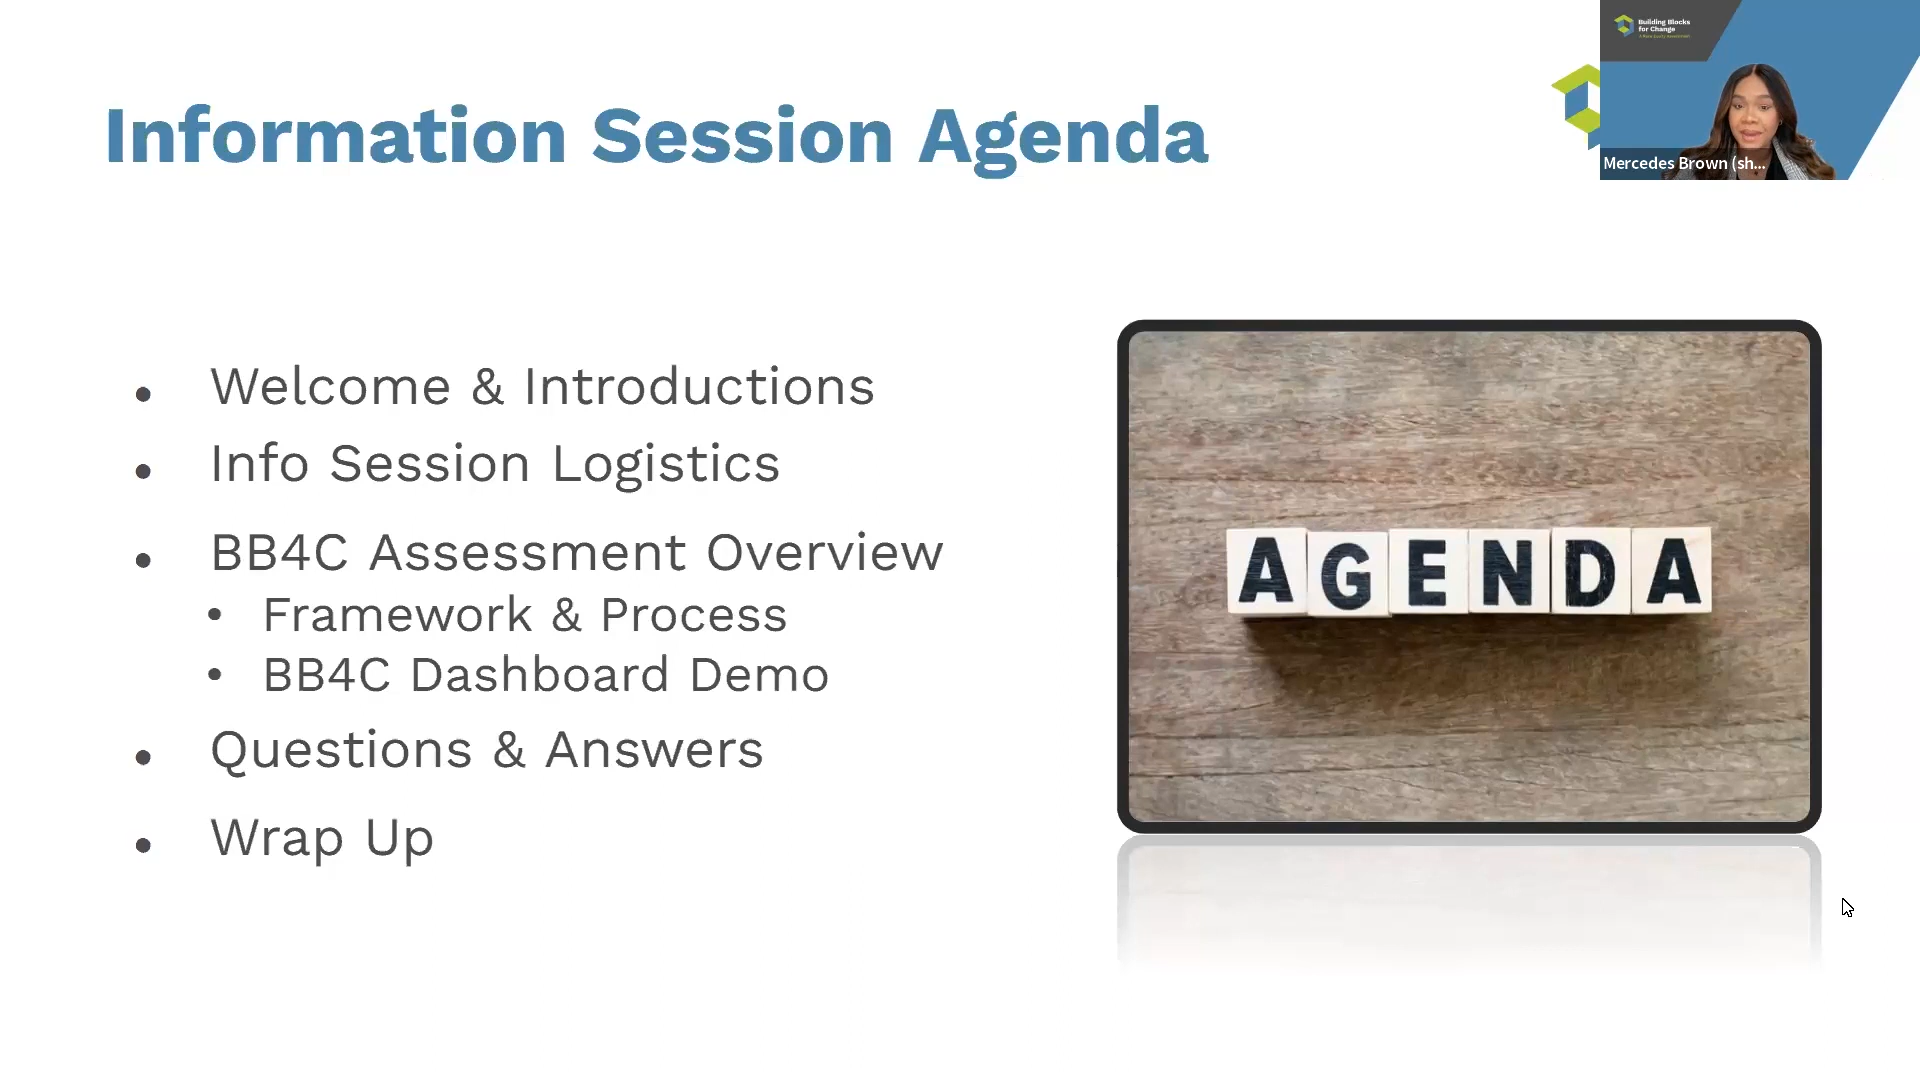 Building Blocks
for Change
Information Session Agenda
Mercedes Brown (sh...
Welcome & Introductions
Info Session Logistics
BB4C Assessment Overview
Framework & Process
BB4C Dashboard Demo
Questions & Answers
Wrap Up
AGENDA